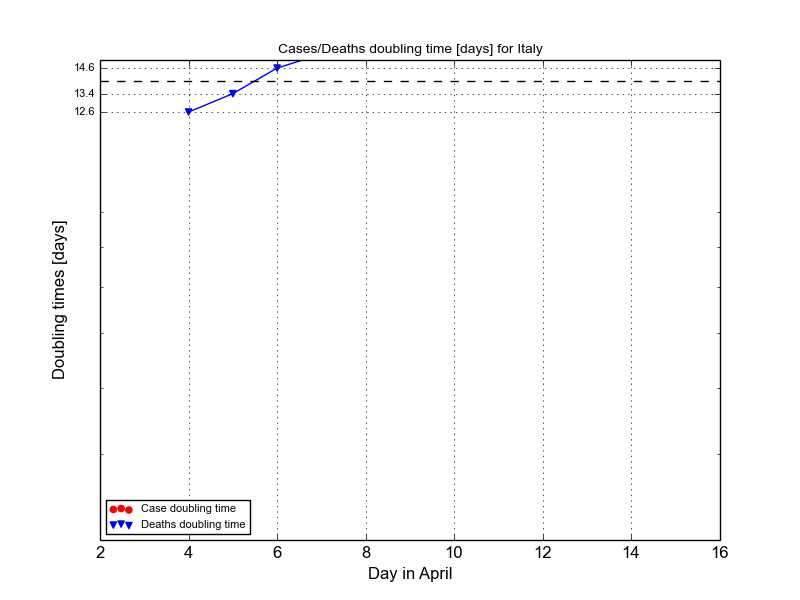 Cases/Deaths doubling time [days] for Italy
14.6
13.4
12.6
Doubling times [days]
Case doubling time
Deaths doubling time
2 4 6 8 10 12 14 16
Day in April